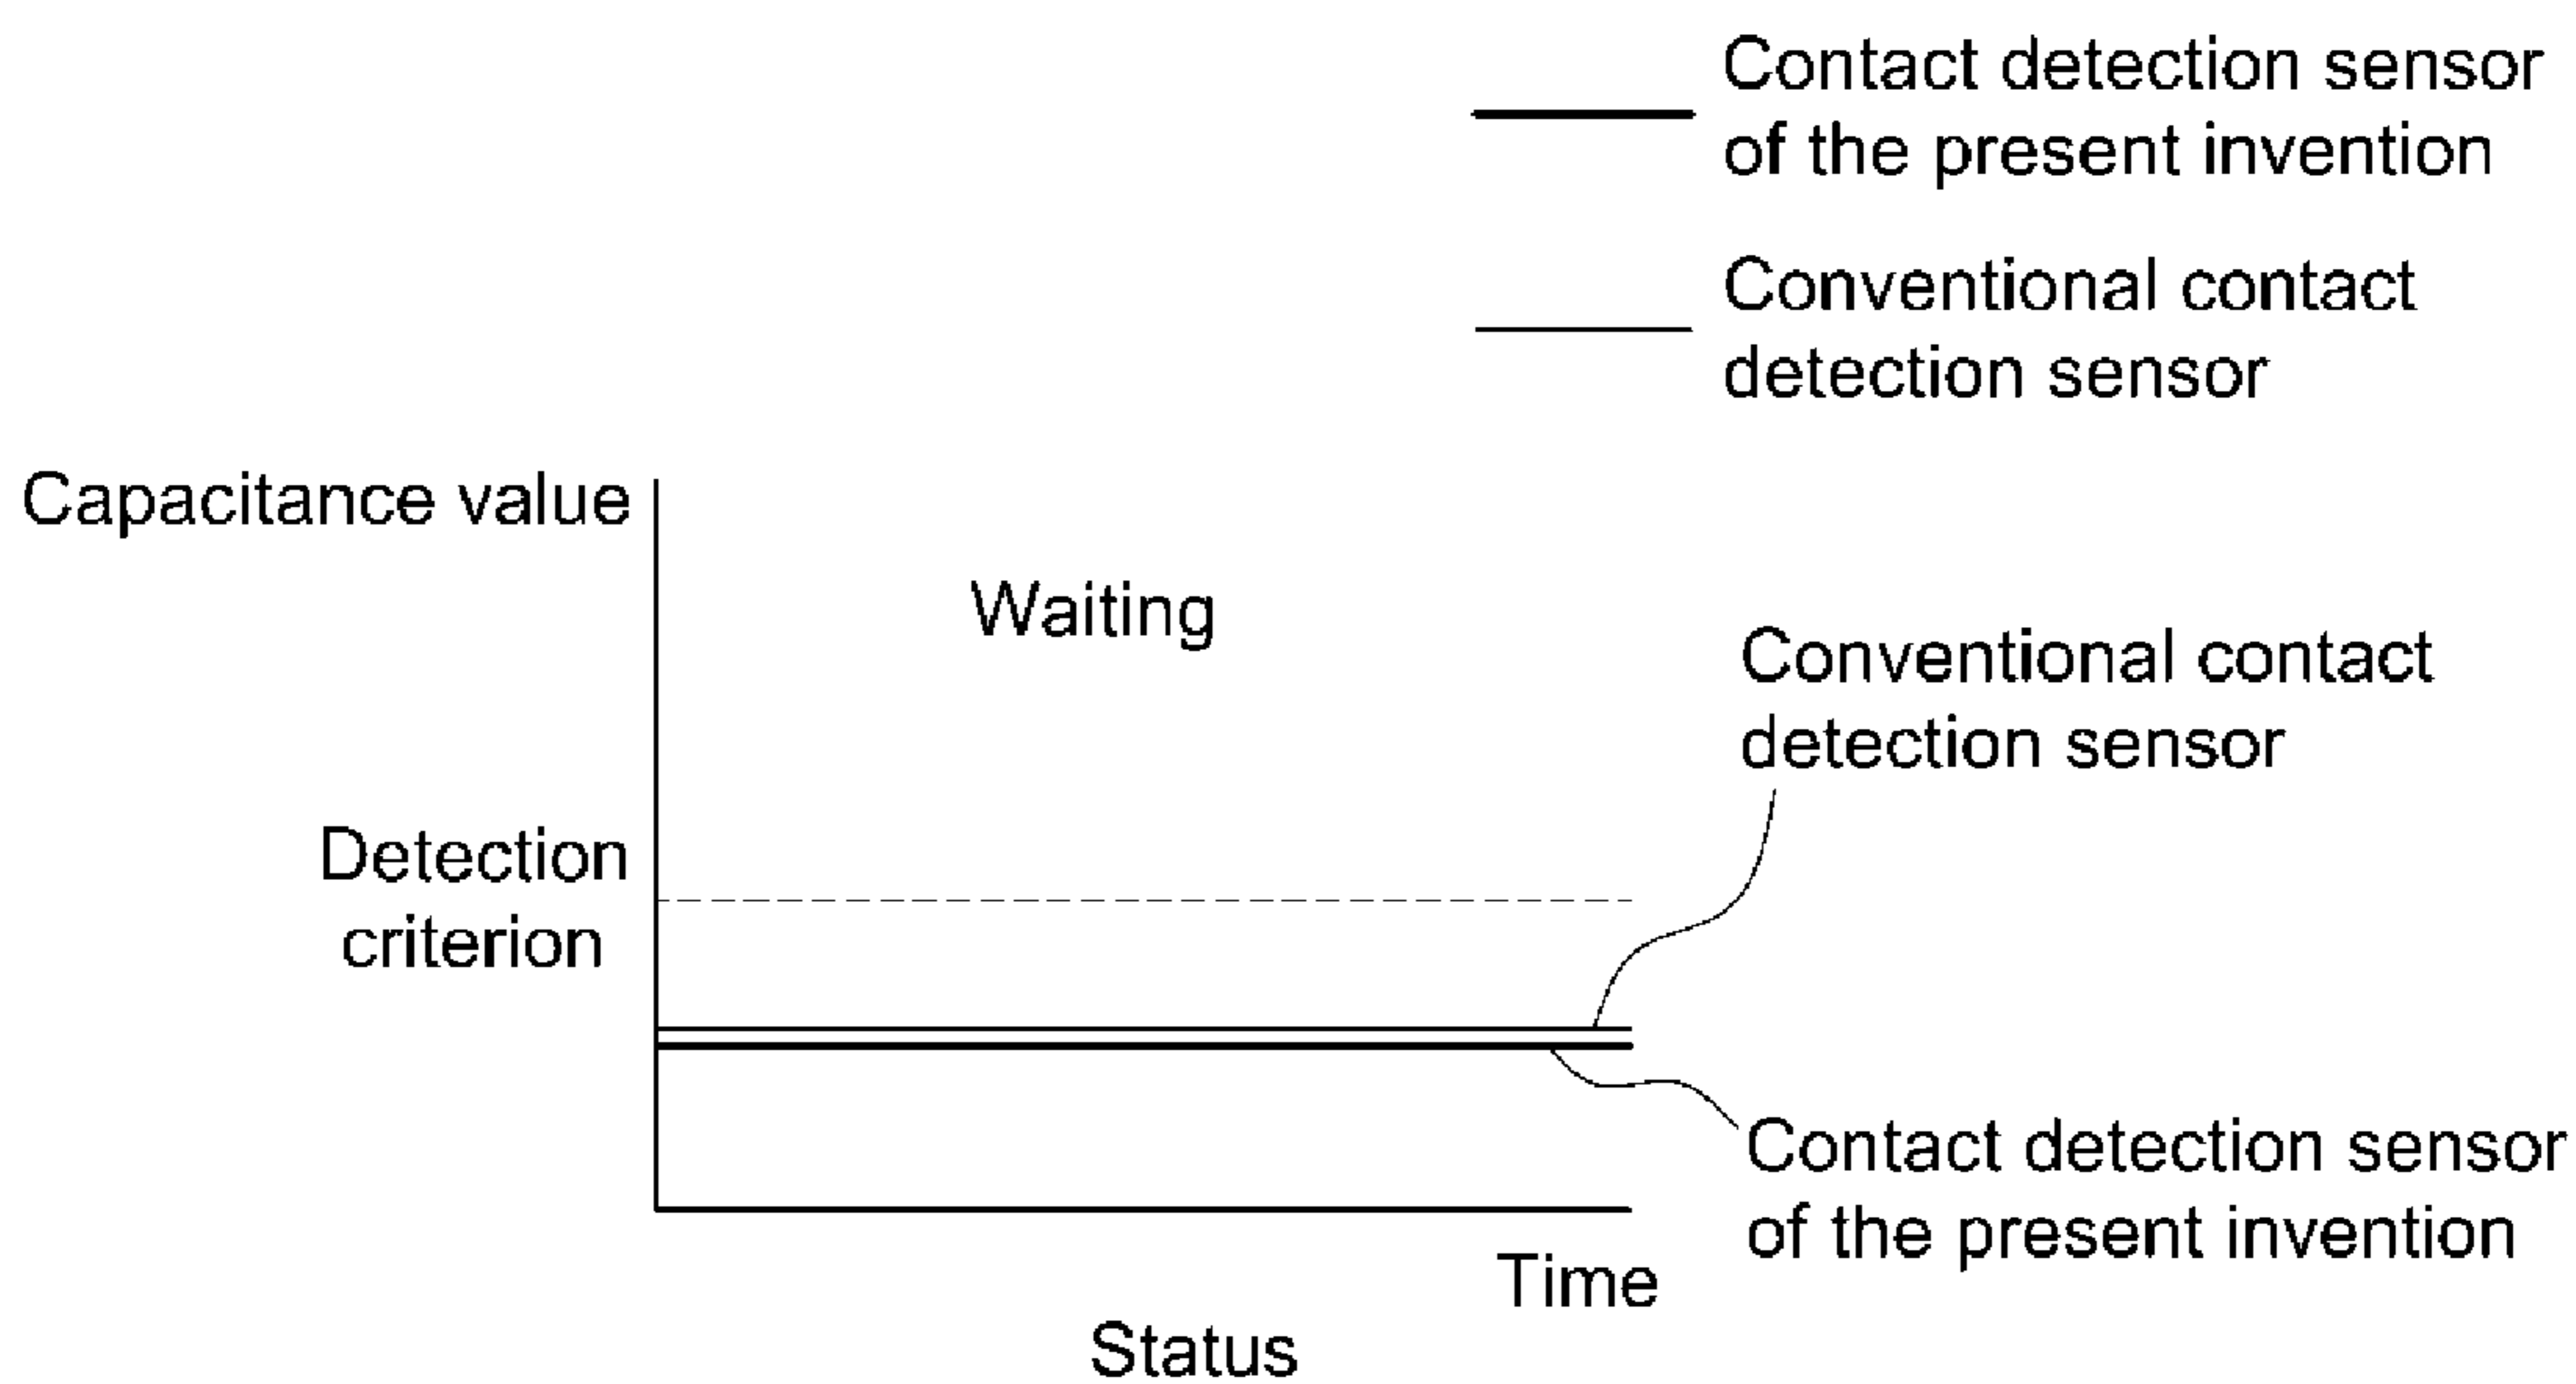 Contact detection sensor
of the present invention
Conventional contact
detection sensor
Capacitance value
Waiting
Conventional contact
detection sensor
Detection
criterion
Contact detection sensor
of the present invention
Time
Status